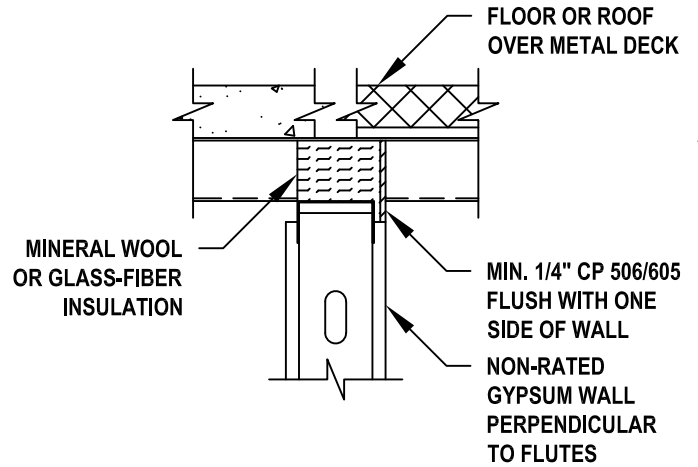 FLOOR OR ROOF
OVER METAL DECK
MINERAL WOOL
OR GLASS-FIBER
INSULATION
MIN. 1/4" CP 506/605
FLUSH WITH ONE
SIDE OF WALL
NON-RATED
GYPSUM WALL
PERPENDICULAR
TO FLUTES